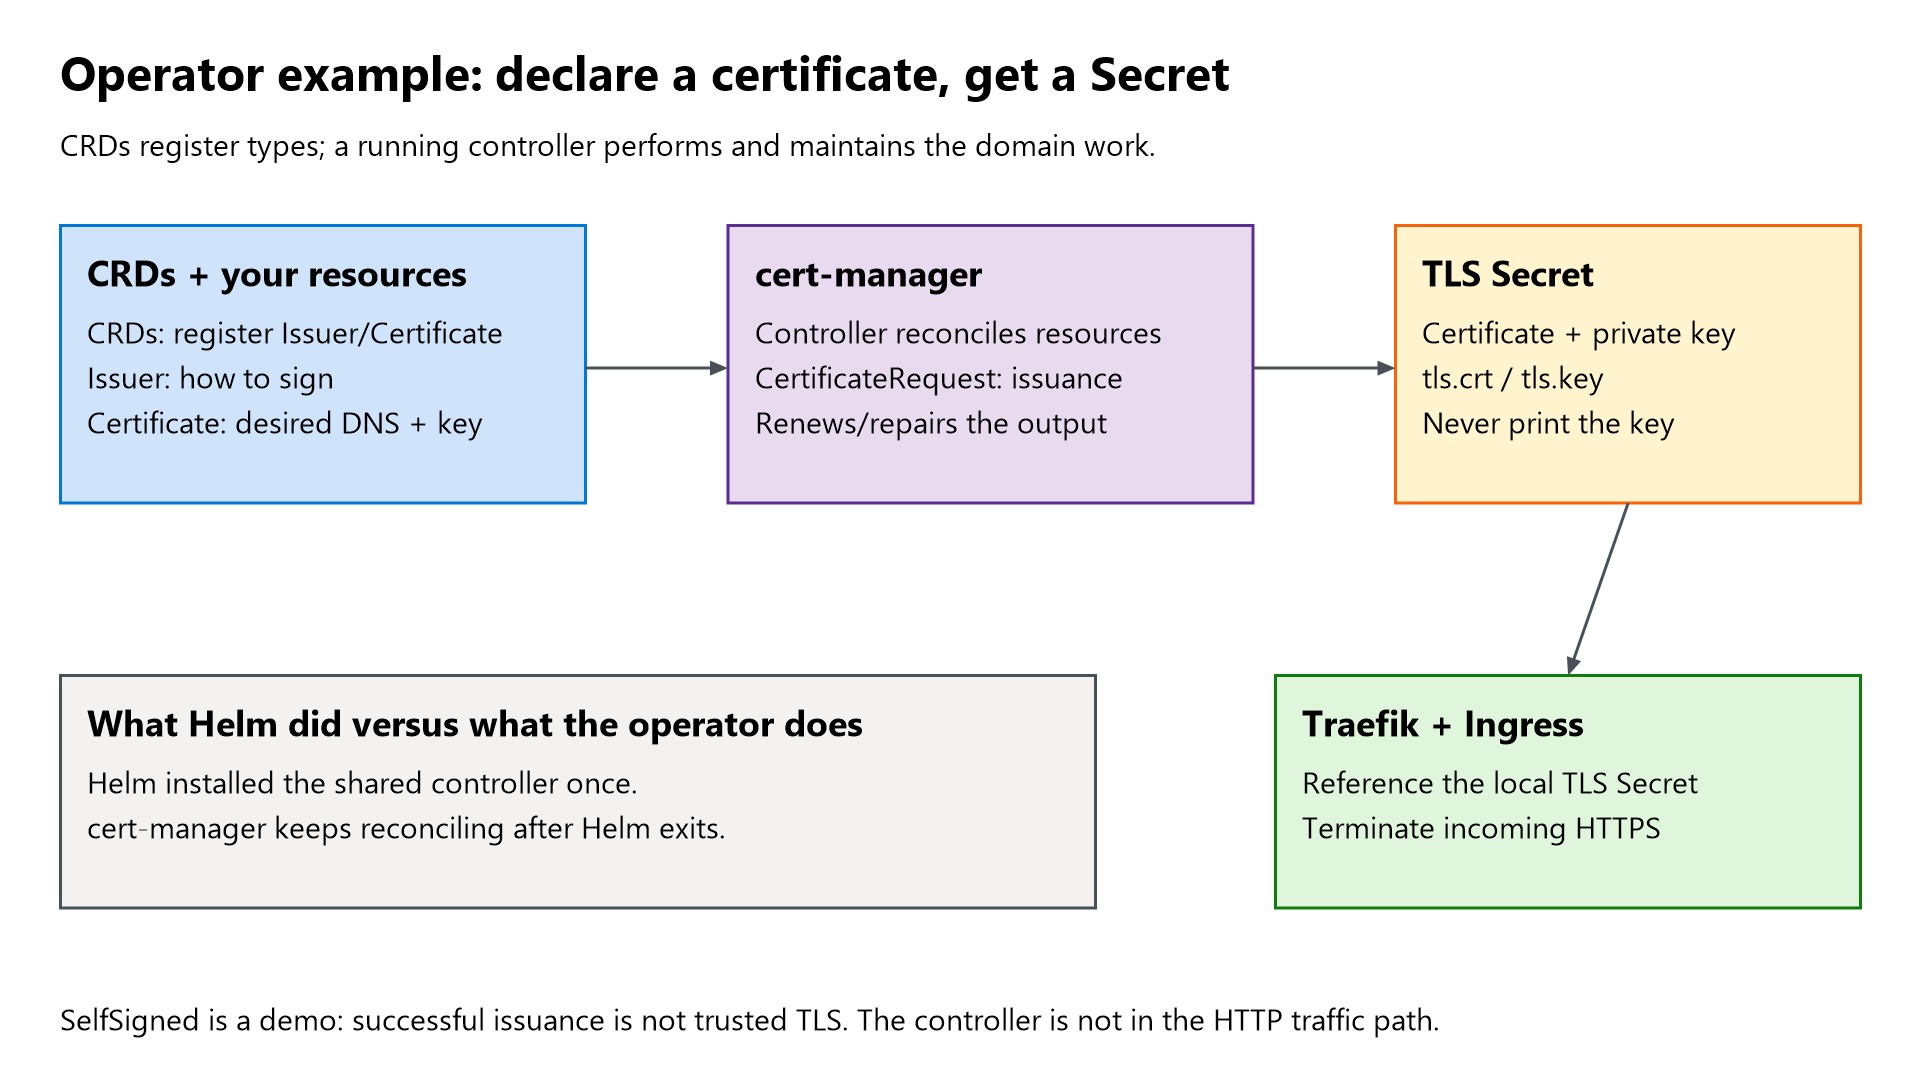 Operator example: declare a certificate, get a Secret
CRDs register types; a running controller performs and maintains the domain work.
CRDs + your resources
CRDs: register Issuer/Certificate
Issuer: how to sign
Certificate: desired DNS + key
cert-manager
Controller reconciles resources
CertificateRequest: issuance
Renews/repairs the output
TLS Secret
Certificate + private key
tls.crt / tls.key
Never print the key
What Helm did versus what the operator does
Helm installed the shared controller once.
cert-manager keeps reconciling after Helm exits.
Traefik + Ingress
Reference the local TLS Secret
Terminate incoming HTTPS
SelfSigned is a demo: successful issuance is not trusted TLS. The controller is not in the HTTP traffic path.